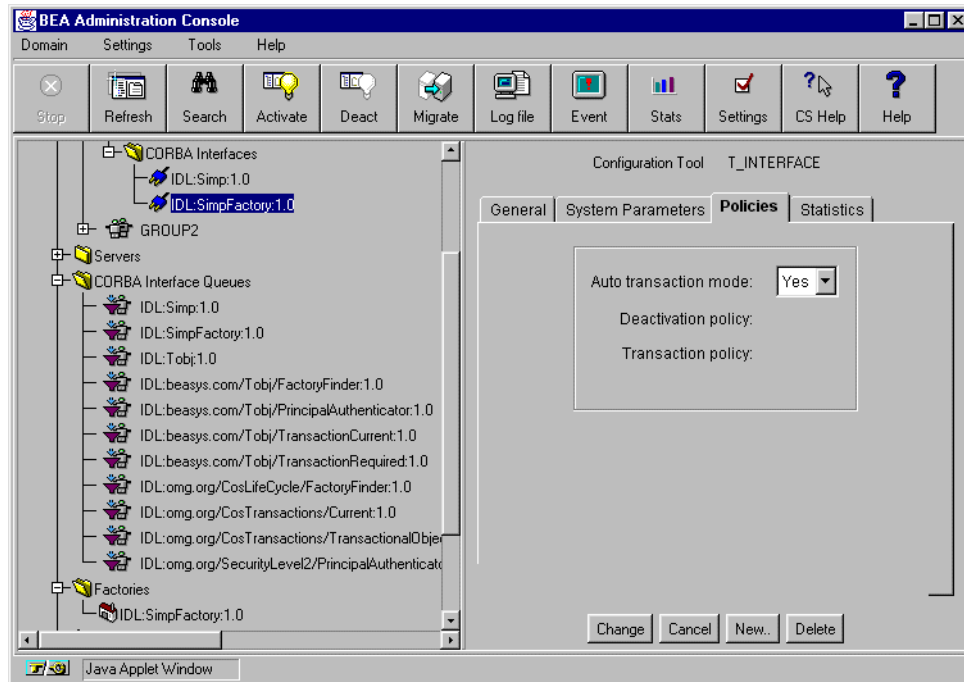 BEA Administration Console
Domain Settings Tools Help
Stop Refresh Search Activate Deact Migrate Log file Event Stats Settings CS Help Help
CORBA Interfaces
IDL:Simp:1.0
IDL:SimpFactory:1.0
GROUP2
Servers
CORBA Interface Queues
IDL:Simp:1.0
IDL:SimpFactory:1.0
IDL:Tobj:1.0
IDL:beasys.com/Tobj/FactoryFinder:1.0
IDL:beasys.com/Tobj/PrincipalAuthenticator:1.0
IDL:beasys.com/Tobj/TransactionCurrent:1.0
IDL:beasys.com/Tobj/TransactionRequired:1.0
IDL:omg.org/CosLifeCycle/FactoryFinder:1.0
IDL:omg.org/CosTransactions/Current:1.0
IDL:omg.org/CosTransactions/TransactionalObje
IDL:omg.org/SecurityLevel2/PrincipalAuthenticato
Factories
IDL:SimpFactory:1.0
Configuration Tool T_INTERFACE
General System Parameters Policies Statistics
Auto transaction mode: Yes
Deactivation policy:
Transaction policy:
Change Cancel New.. Delete
Java Applet Window